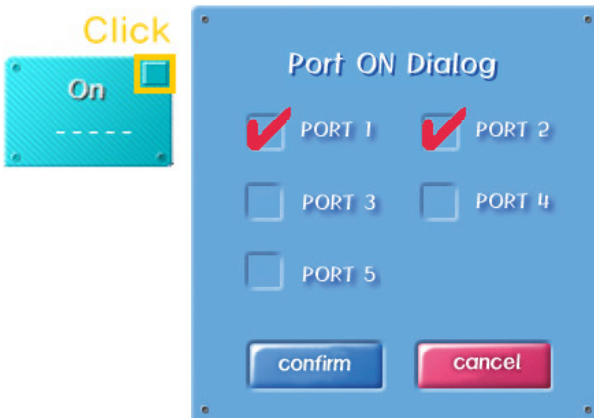 Click
On
-----
Port ON Dialog
PORT 1 PORT 2
PORT 3 PORT 4
PORT 5
confirm cancel